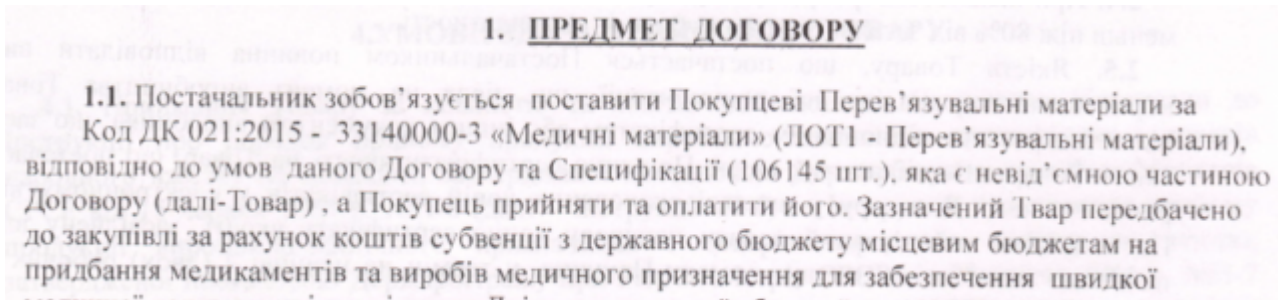 1. ПРЕДМЕТ ДОГОВОРУ
1.1. Постачальник зобов’язується поставити Покупцеві Перев’язувальні матеріали за
Код ДК 021:2015 - 33140000-3 «Медичні матеріали» (ЛОТ1 - Перев’язувальні матеріали),
відповідно до умов даного Договору та Специфікації (106145 шт.), яка є невід’ємною частиною
Договору (далі-Товар) , а Покупець прийняти та оплатити його. Зазначений Твар передбачено
до закупівлі за рахунок коштів субвенції з державного бюджету місцевим бюджетам на
придбання медикаментів та виробів медичного призначення для забезпечення швидкої